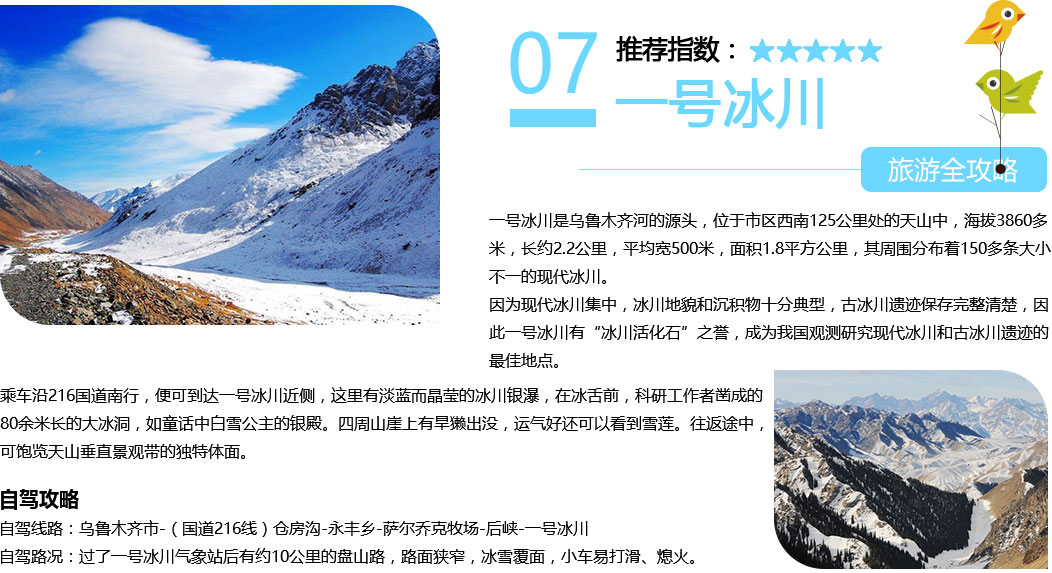 07
推荐指数：★★★★★
一号冰川
旅游全攻略
一号冰川是乌鲁木齐河的源头，位于市区西南125公里处的天山中，海拔3860多
米，长约2.2公里，平均宽500米，面积1.8平方公里，其周围分布着150多条大小
不一的现代冰川。
因为现代冰川集中，冰川地貌和沉积物十分典型，古冰川遗迹保存完整清楚，因
此一号冰川有“冰川活化石”之誉，成为我国观测研究现代冰川和古冰川遗迹的
最佳地点。
乘车沿216国道南行，便可到达一号冰川近侧，这里有淡蓝而晶莹的冰川银瀑，在冰舌前，科研工作者凿成的
80余米长的大冰洞，如童话中白雪公主的银殿。四周山崖上有旱獭出没，运气好还可以看到雪莲。往返途中，
可饱览天山垂直景观带的独特体面。
自驾攻略
自驾线路：乌鲁木齐市-（国道216线）仓房沟-永丰乡-萨尔乔克牧场-后峡-一号冰川
自驾路况：过了一号冰川气象站后有约10公里的盘山路，路面狭窄，冰雪覆面，小车易打滑、熄火。